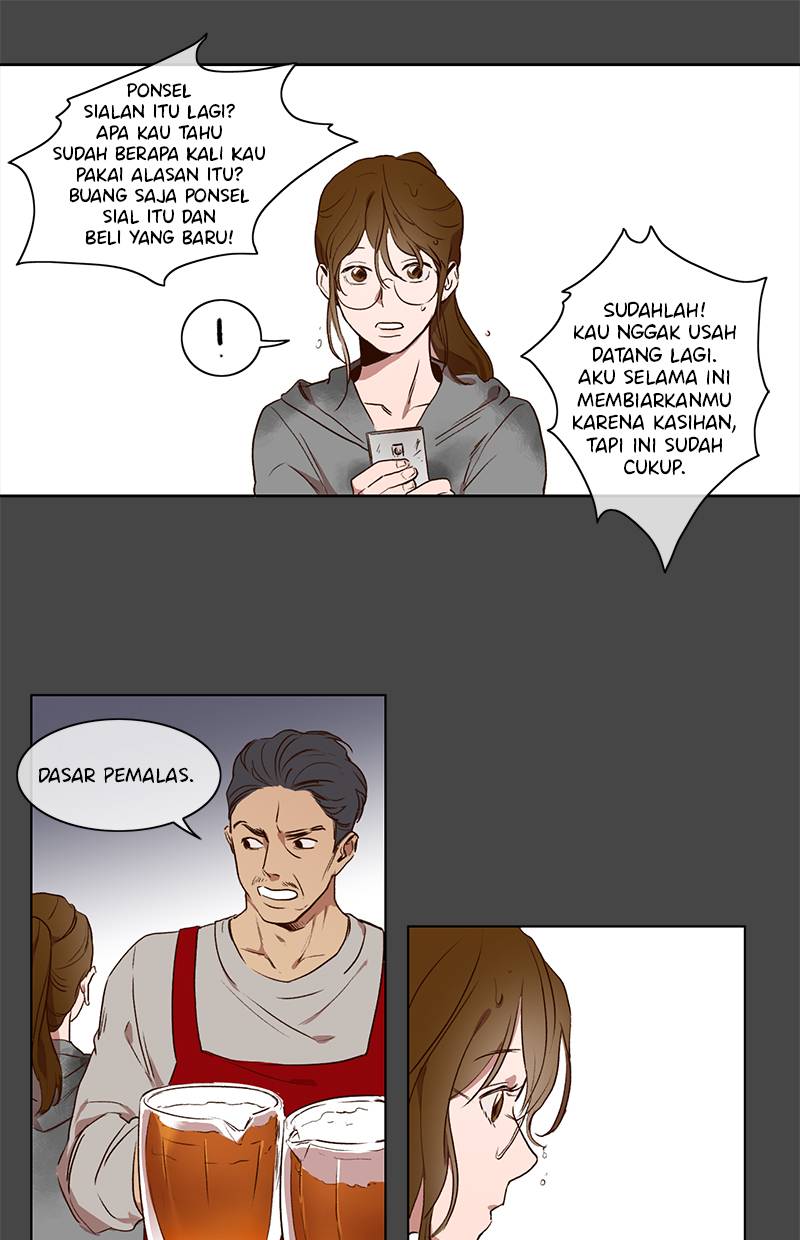 PONSEL
SIALAN ITU LAGI?
APA KAU TAHU
SUDAH BERAPA KALI KAU
PAKAI ALASAN ITU?
BUANG SAJA PONSEL
SIAL ITU DAN
BELI YANG BARU!
!
SUDAHLAH!
KAU NGGAK USAH
DATANG LAGI.
AKU SELAMA INI
MEMBIARKANMU
KARENA KASIHAN,
TAPI INI SUDAH
CUKUP.
DASAR PEMALAS.